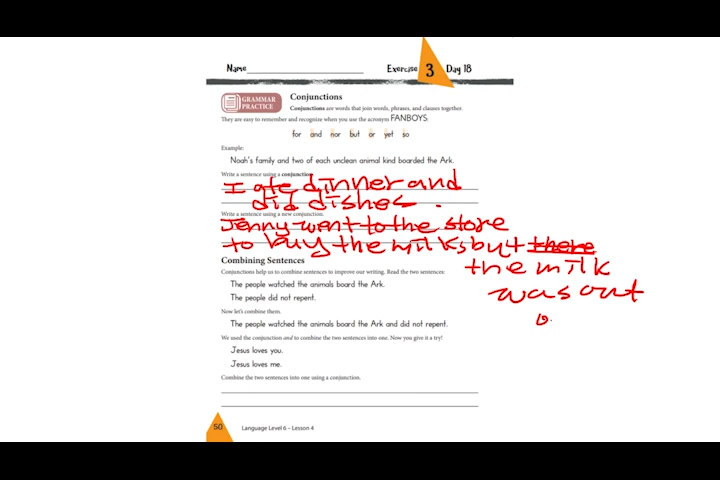 Name
Exercise 3 Day 18
GRAMMAR PRACTICE
Conjunctions
Conjunctions are words that join words, phrases, and clauses together.
They are easy to remember and recognize when you use the acronym FANBOYS.
for and nor but or yet so
Example:
Noah's family and two of each unclean animal kind boarded the Ark.
Write a sentence using a conjunction.
I ate dinner and
did dishes.
Write a sentence using a new conjunction.
Jenny went to the store
to buy the milk, but there
the milk
was out
o
Combining Sentences
Conjunctions help us to combine sentences to improve our writing. Read the two sentences:
The people watched the animals board the Ark.
The people did not repent.
Now let's combine them.
The people watched the animals board the Ark and did not repent.
We used the conjunction and to combine the two sentences into one. Now you give it a try!
Jesus loves you.
Jesus loves me.
Combine the two sentences into one using a conjunction.
50 Language Level 6 – Lesson 4